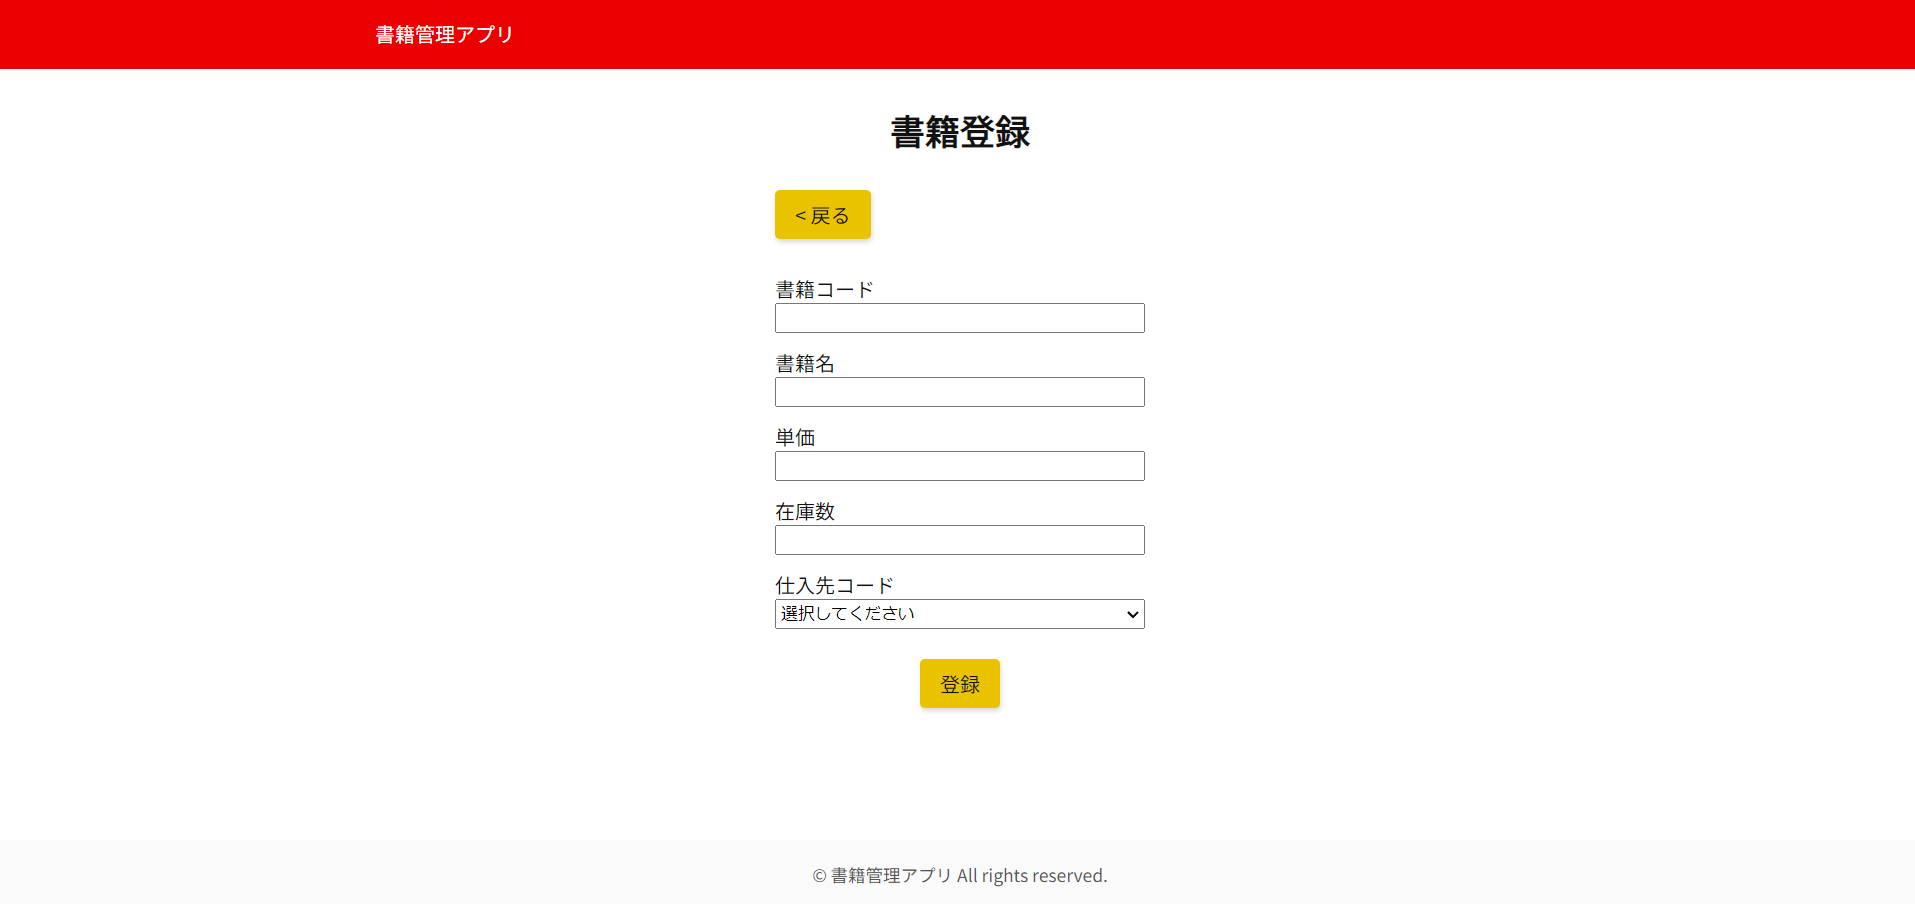 書籍管理アプリ
書籍登録
< 戻る
書籍コード
書籍名
単価
在庫数
仕入先コード
選択してください
登録
© 書籍管理アプリ All rights reserved.